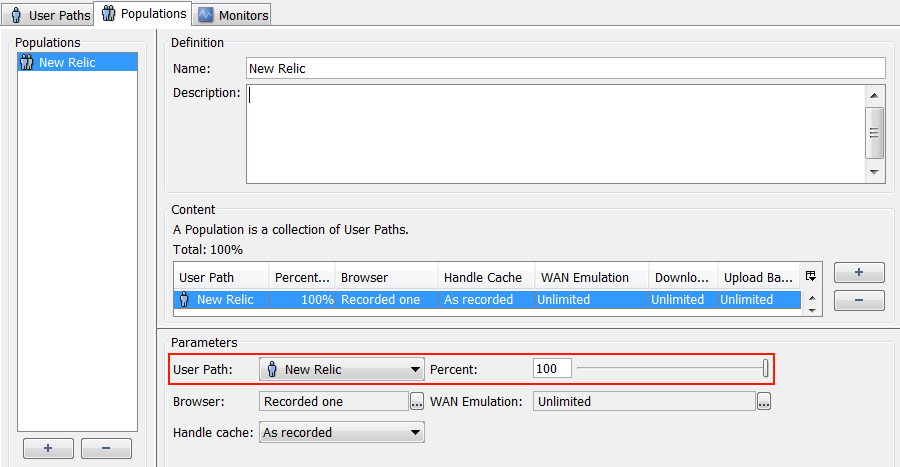 User Paths Populations Monitors
Populations
New Relic
+ −
Definition
Name: New Relic
Description:
Content
A Population is a collection of User Paths.
Total: 100%
User Path Percent... Browser Handle Cache WAN Emulation Downlo... Upload Ba...
New Relic 100% Recorded one As recorded Unlimited Unlimited Unlimited
+
−
Parameters
User Path: New Relic Percent: 100
Browser: Recorded one ... WAN Emulation: Unlimited ...
Handle cache: As recorded